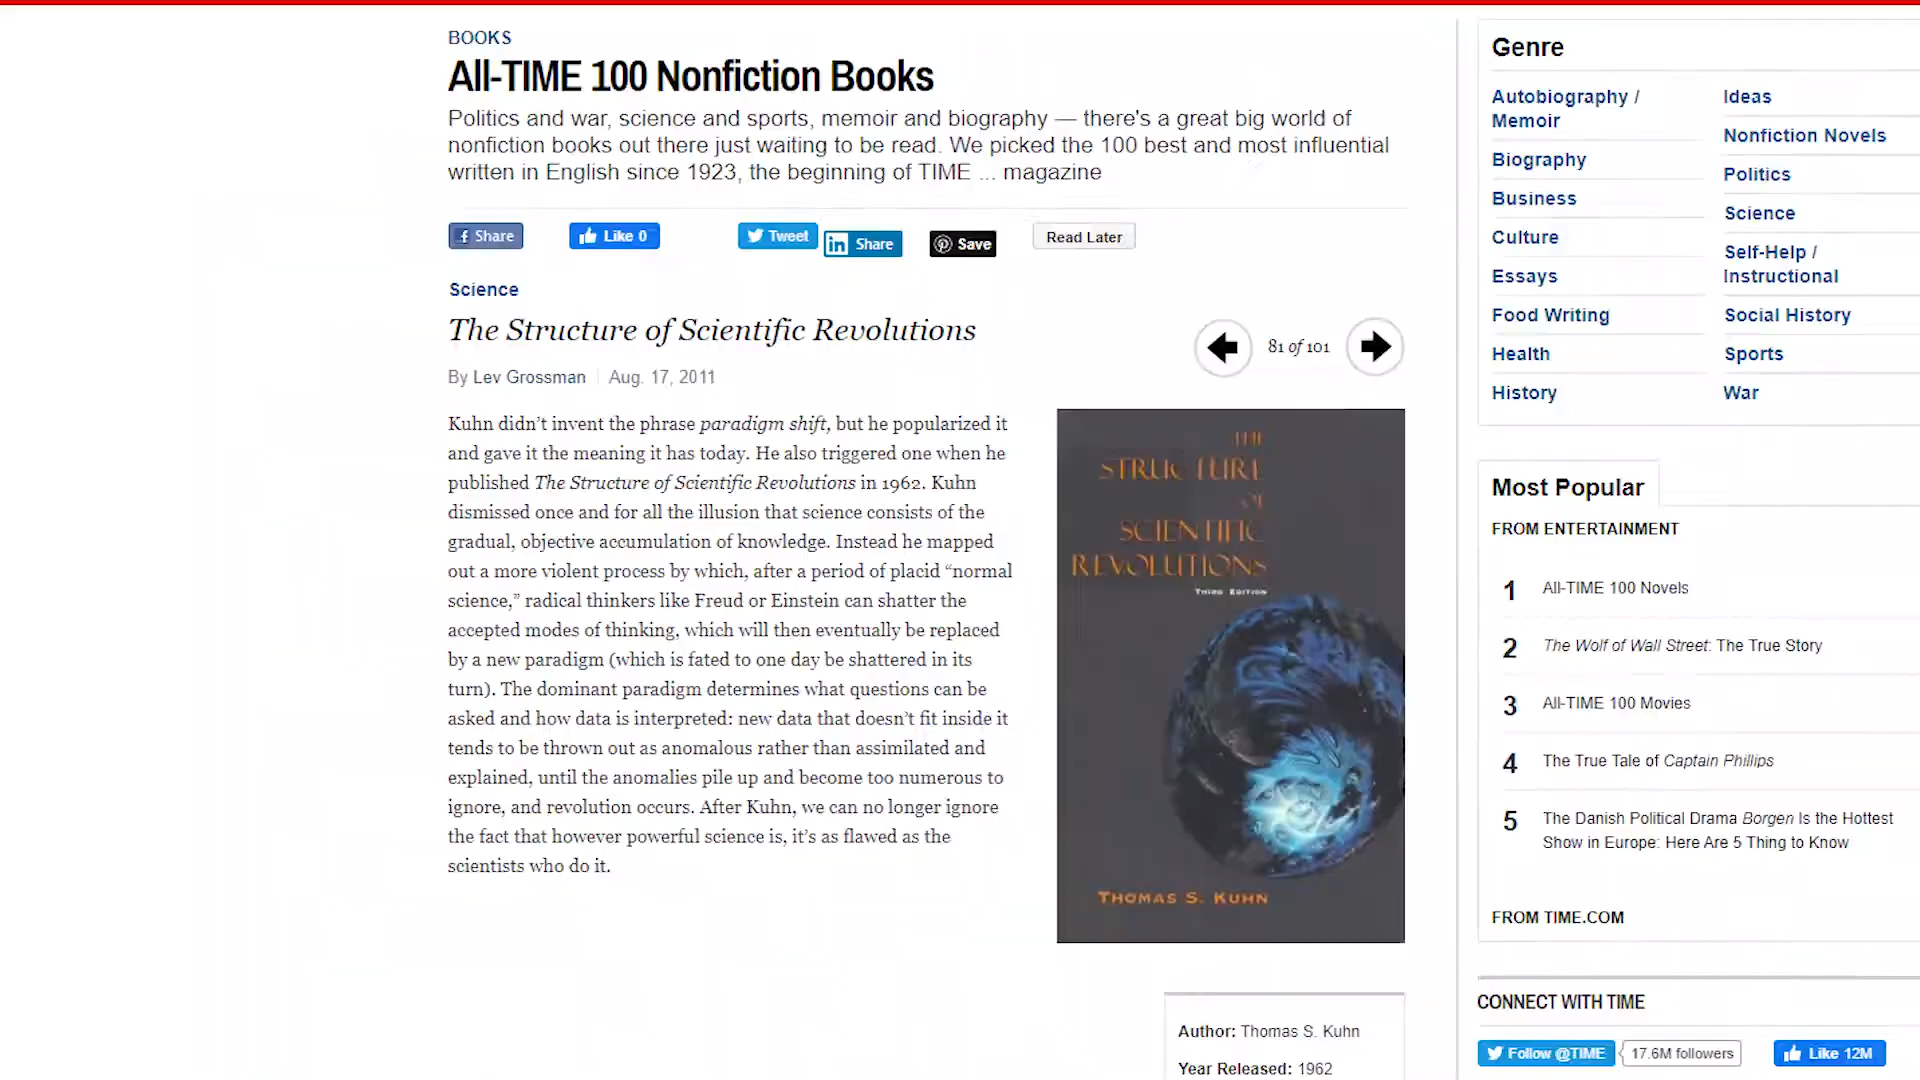 BOOKS
All-TIME 100 Nonfiction Books
Politics and war, science and sports, memoir and biography — there's a great big world of
nonfiction books out there just waiting to be read. We picked the 100 best and most influential
written in English since 1923, the beginning of TIME ... magazine
Share
Like 0
Tweet
in Share
Save
Read Later
Science
The Structure of Scientific Revolutions
81 of 101
By Lev Grossman | Aug. 17, 2011
Kuhn didn't invent the phrase paradigm shift, but he popularized it
and gave it the meaning it has today. He also triggered one when he
published The Structure of Scientific Revolutions in 1962. Kuhn
dismissed once and for all the illusion that science consists of the
gradual, objective accumulation of knowledge. Instead he mapped
out a more violent process by which, after a period of placid “normal
science,” radical thinkers like Freud or Einstein can shatter the
accepted modes of thinking, which will then eventually be replaced
by a new paradigm (which is fated to one day be shattered in its
turn). The dominant paradigm determines what questions can be
asked and how data is interpreted: new data that doesn't fit inside it
tends to be thrown out as anomalous rather than assimilated and
explained, until the anomalies pile up and become too numerous to
ignore, and revolution occurs. After Kuhn, we can no longer ignore
the fact that however powerful science is, it's as flawed as the
scientists who do it.
THE
STRUCTURE
OF
SCIENTIFIC
REVOLUTIONS
THIRD EDITION
THOMAS S. KUHN
Author: Thomas S. Kuhn
Year Released: 1962
Genre
Autobiography /
Memoir
Biography
Business
Culture
Essays
Food Writing
Health
History
Ideas
Nonfiction Novels
Politics
Science
Self-Help /
Instructional
Social History
Sports
War
Most Popular
FROM ENTERTAINMENT
1 All-TIME 100 Novels
2 The Wolf of Wall Street: The True Story
3 All-TIME 100 Movies
4 The True Tale of Captain Phillips
5 The Danish Political Drama Borgen Is the Hottest
Show in Europe: Here Are 5 Thing to Know
FROM TIME.COM
CONNECT WITH TIME
Follow @TIME
17.6M followers
Like 12M